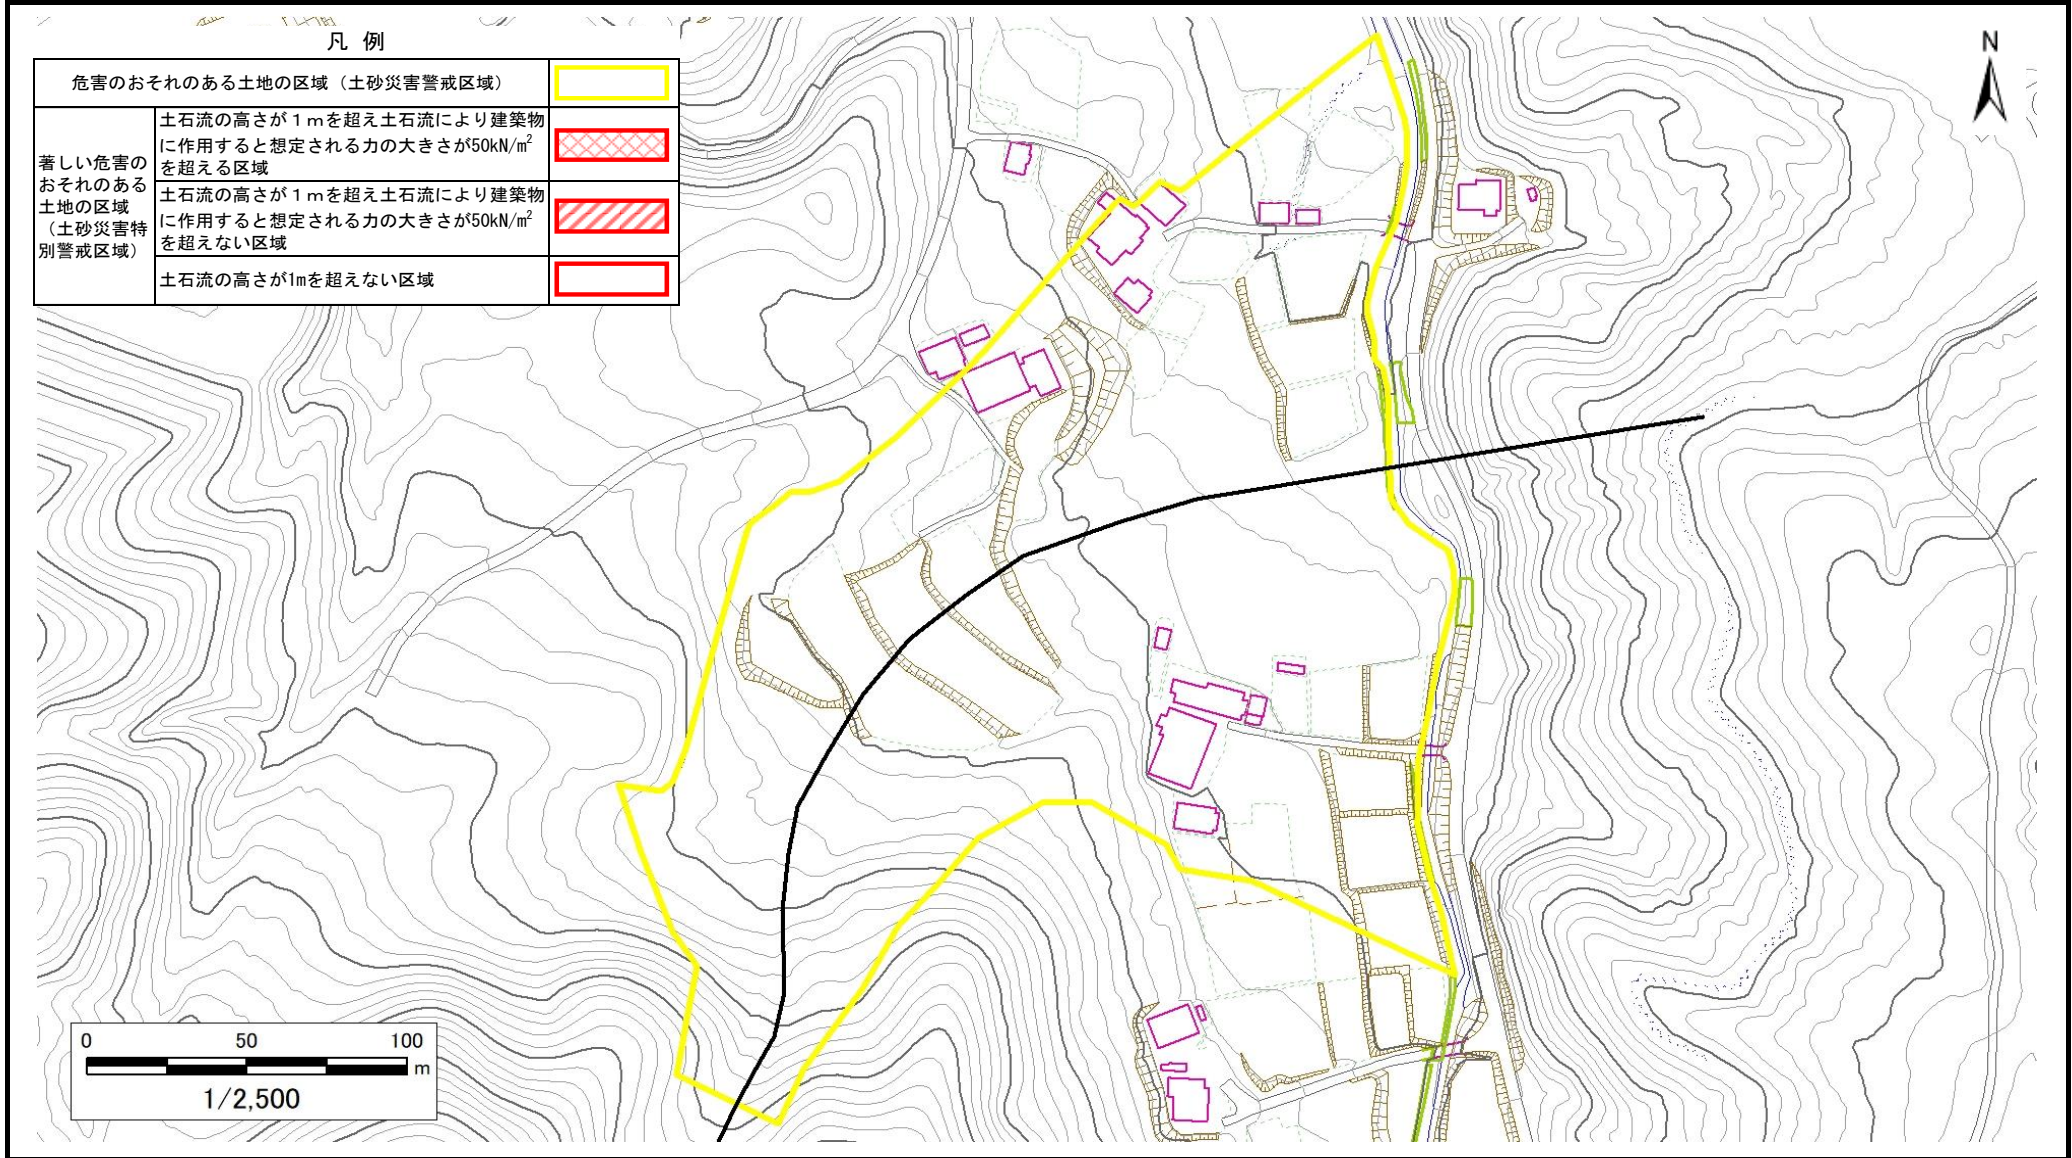 凡 例
危害のおそれのある土地の区域（土砂災害警戒区域）
著しい危害の
おそれのある
土地の区域
（土砂災害特
別警戒区域）
土石流の高さが１ｍを超え土石流により建築物
に作用すると想定される力の大きさが50kN/m²
を超える区域
土石流の高さが１ｍを超え土石流により建築物
に作用すると想定される力の大きさが50kN/m²
を超えない区域
土石流の高さが1mを超えない区域
N
0 50 100
m
1/2,500